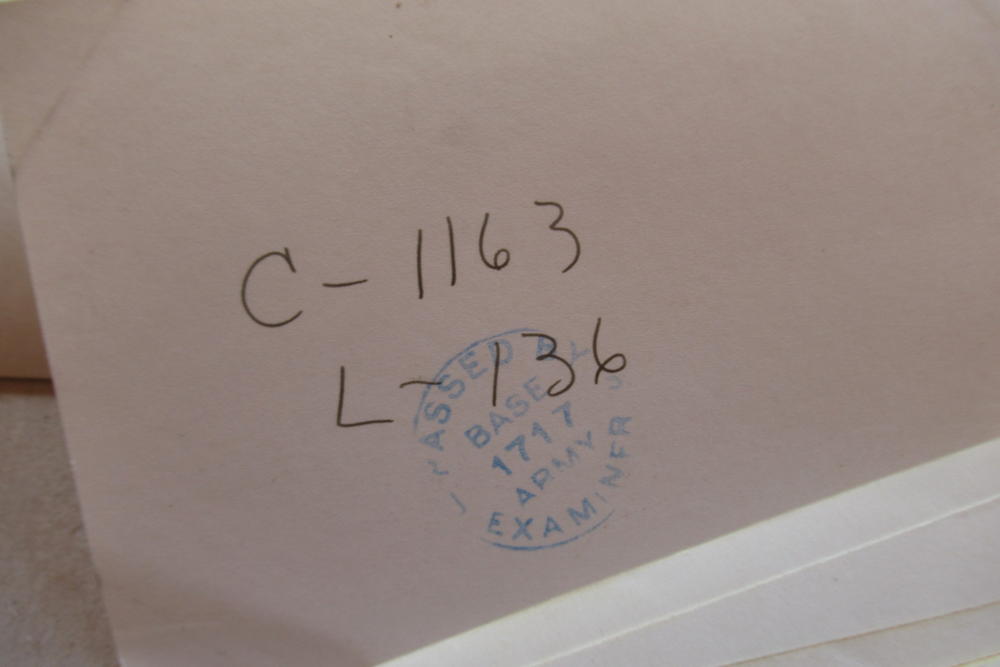 C-1163
L-136
PASSED BY
BASE
1717
ARMY
EXAMINER